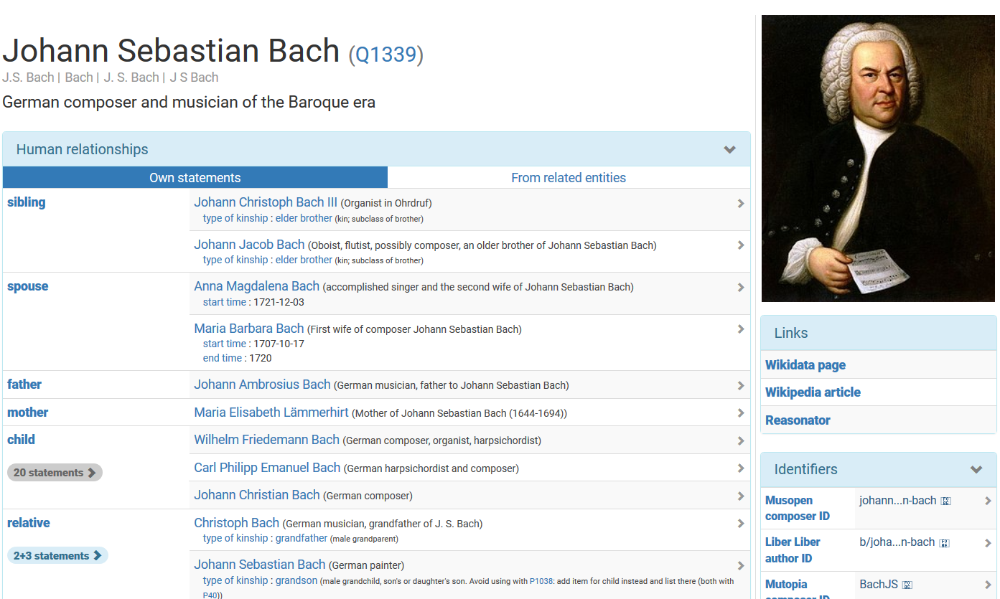 Johann Sebastian Bach (Q1339)
J.S. Bach | Bach | J. S. Bach | J S Bach
German composer and musician of the Baroque era
Human relationships
Own statements
From related entities
sibling
Johann Christoph Bach III (Organist in Ohrdruf)
type of kinship : elder brother (kin; subclass of brother)
Johann Jacob Bach (Oboist, flutist, possibly composer, an older brother of Johann Sebastian Bach)
type of kinship : elder brother (kin; subclass of brother)
spouse
Anna Magdalena Bach (accomplished singer and the second wife of Johann Sebastian Bach)
start time : 1721-12-03
Maria Barbara Bach (First wife of composer Johann Sebastian Bach)
start time : 1707-10-17
end time : 1720
father
Johann Ambrosius Bach (German musician, father to Johann Sebastian Bach)
mother
Maria Elisabeth Lämmerhirt (Mother of Johann Sebastian Bach (1644-1694))
child
20 statements
Wilhelm Friedemann Bach (German composer, organist, harpsichordist)
Carl Philipp Emanuel Bach (German harpsichordist and composer)
Johann Christian Bach (German composer)
relative
2+3 statements
Christoph Bach (German musician, grandfather of J. S. Bach)
type of kinship : grandfather (male grandparent)
Johann Sebastian Bach (German painter)
type of kinship : grandson (male grandchild, son's or daughter's son. Avoid using with P1038: add item for child instead and list there (both with
P40))
Links
Wikidata page
Wikipedia article
Reasonator
Identifiers
Musopen
composer ID
johann...n-bach
Liber Liber
author ID
b/joha...n-bach
Mutopia
composer ID
BachJS